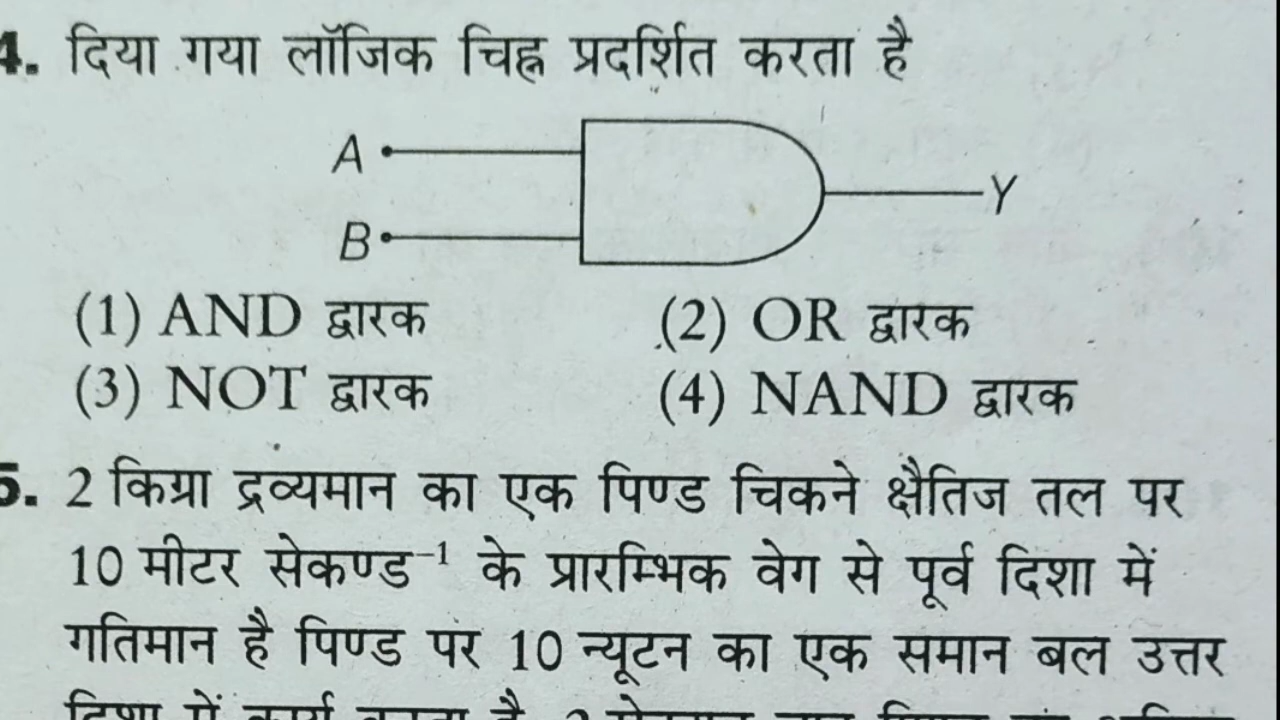 4. दिया गया लॉजिक चिह्न प्रदर्शित करता है
A
Y
B
(1) AND द्वारक (2) OR द्वारक
(3) NOT द्वारक (4) NAND द्वारक
5. 2 किग्रा द्रव्यमान का एक पिण्ड चिकने क्षैतिज तल पर
10 मीटर सेकण्ड⁻¹ के प्रारम्भिक वेग से पूर्व दिशा में
गतिमान है पिण्ड पर 10 न्यूटन का एक समान बल उत्तर
दिशा में कार्य करता है